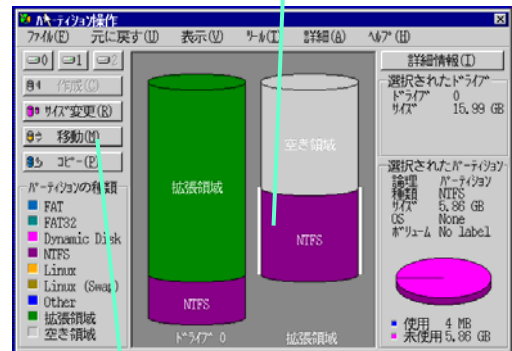 パーティション操作
ファイル(F) 元に戻す(U) 表示(V) ツール(T) 詳細(A) ヘルプ(H)
0 1 2
作成(C)
サイズ変更(R)
移動(M)
コピー(P)
パーティションの種類
FAT
FAT32
Dynamic Disk
NTFS
Linux
Linux (Swap)
Other
拡張領域
空き領域
拡張領域
NTFS
ドライブ 0
空き領域
NTFS
拡張領域
詳細情報(I)
選択されたドライブ
ドライブ 0
サイズ 15.99 GB
選択されたパーティション
論理 パーティション
種類 NTFS
サイズ 5.86 GB
OS None
ボリューム No label
使用 4 MB
未使用 5.86 GB